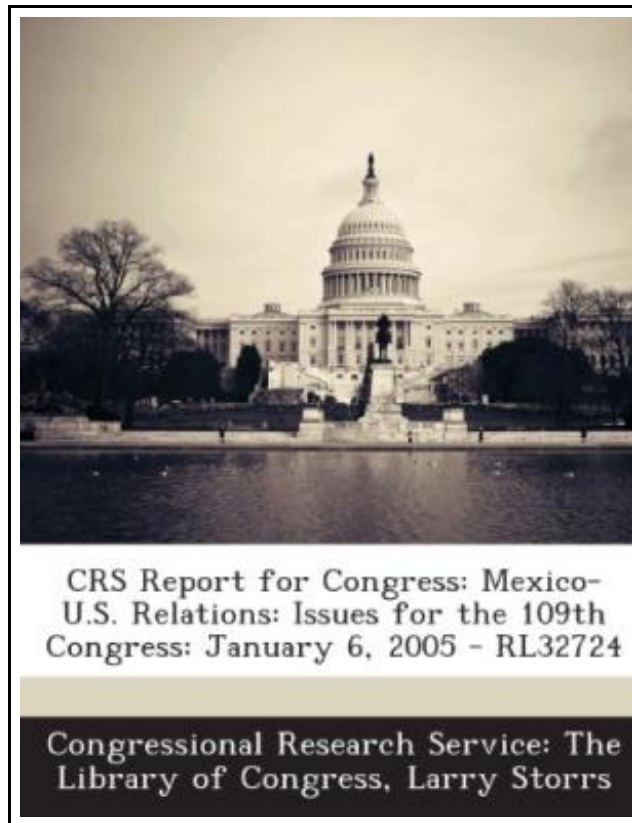 CRS Report for Congress: Mexico-
U.S. Relations: Issues for the 109th
Congress: January 6, 2005 - RL32724
Congressional Research Service: The
Library of Congress, Larry Storrs